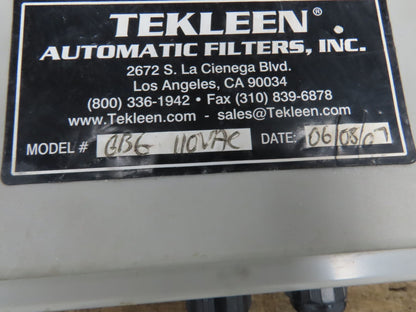 TEKLEEN®
AUTOMATIC FILTERS, INC.
2672 S. La Cienega Blvd.
Los Angeles, CA 90034
(800) 336-1942 • Fax (310) 839-6878
www.Tekleen.com - sales@Tekleen.com
MODEL # GBG 110VAC DATE: 06/08/07